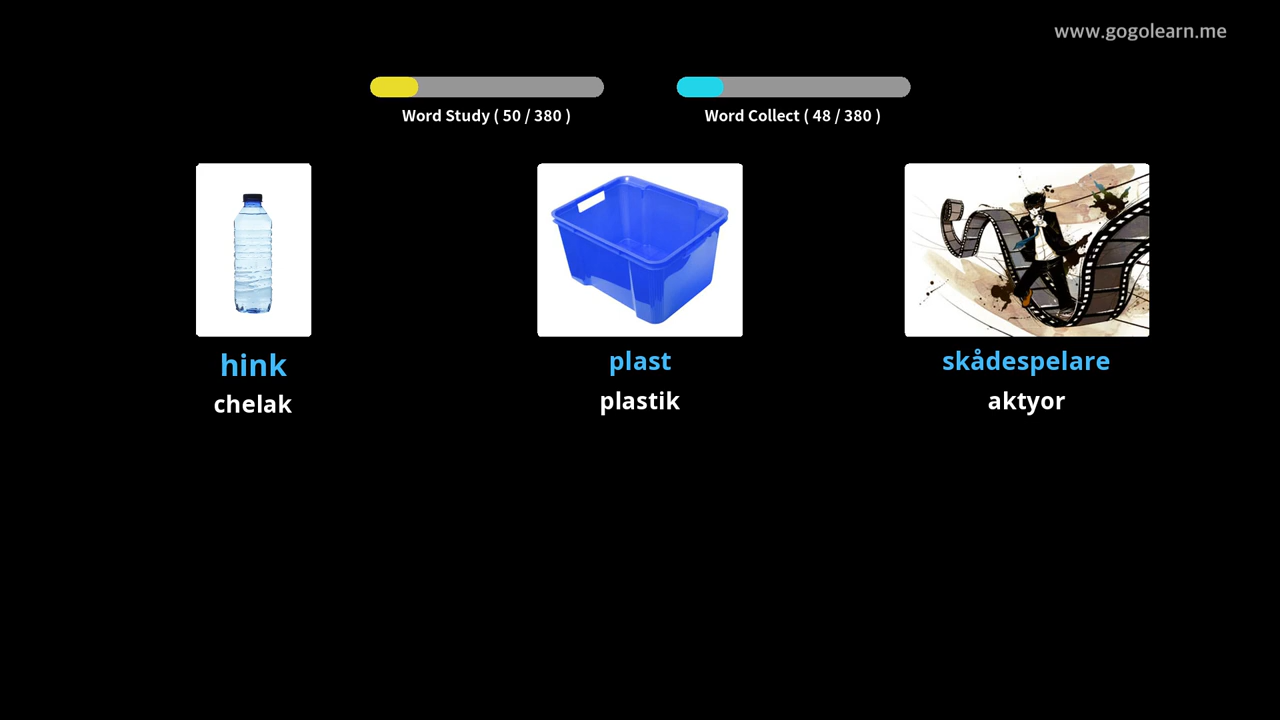 www.gogolearn.me
Word Study ( 50 / 380 )
Word Collect ( 48 / 380 )
hink
chelak
plast
plastik
skådespelare
aktyor